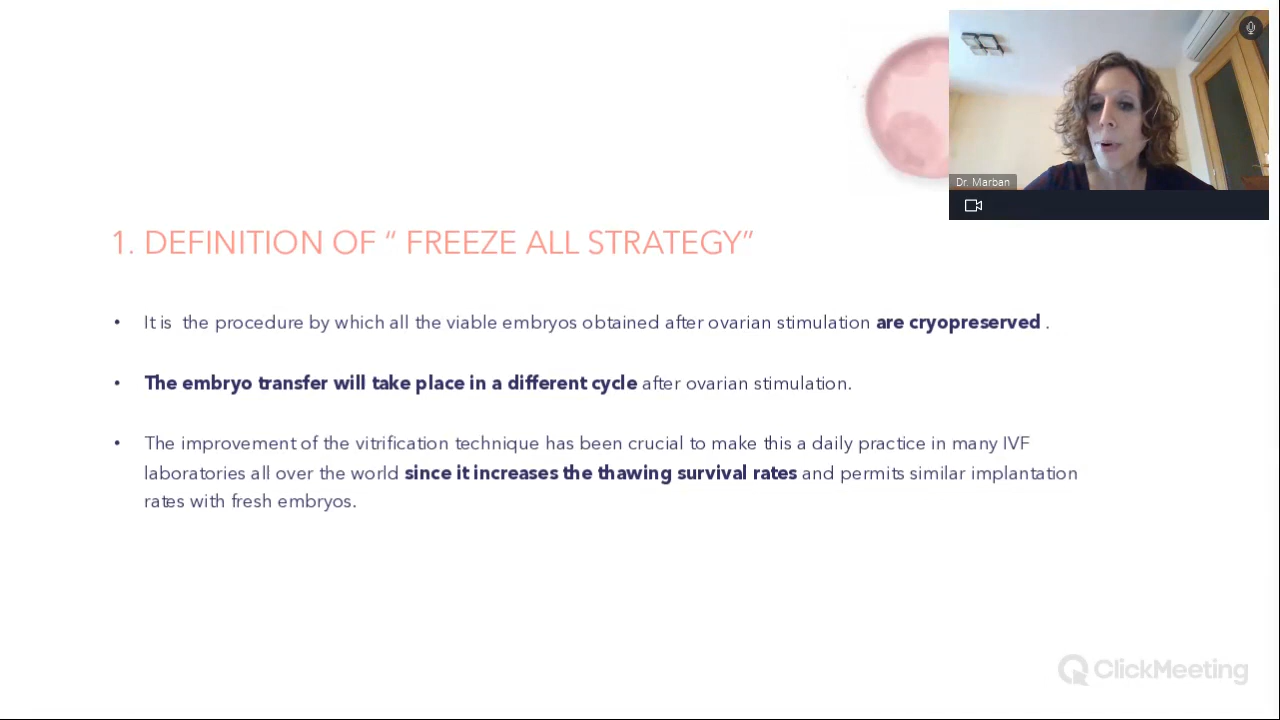 Dr. Marban
1. DEFINITION OF “ FREEZE ALL STRATEGY”
• It is the procedure by which all the viable embryos obtained after ovarian stimulation are cryopreserved .
• The embryo transfer will take place in a different cycle after ovarian stimulation.
• The improvement of the vitrification technique has been crucial to make this a daily practice in many IVF
laboratories all over the world since it increases the thawing survival rates and permits similar implantation
rates with fresh embryos.
ClickMeeting